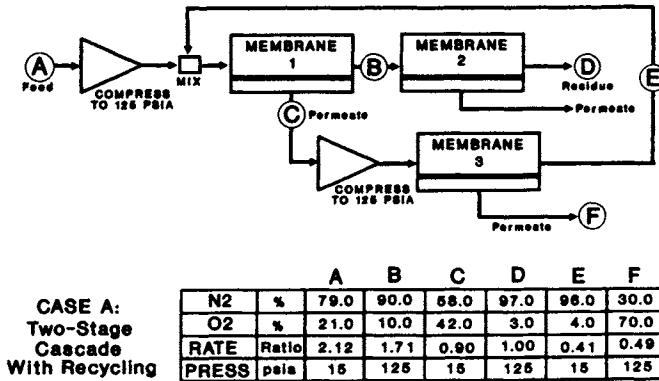 MEMBRANE 1
MEMBRANE 2
A
B
D
E
Feed
MIX
Residue
COMPRESS TO 125 PSIA
C
Permeate
Permeate
MEMBRANE 3
COMPRESS TO 125 PSIA
Permeate
F
CASE A:
Two-Stage
Cascade
With Recycling
A B C D E F
N2 % 79.0 90.0 58.0 97.0 96.0 30.0
O2 % 21.0 10.0 42.0 3.0 4.0 70.0
RATE Ratio 2.12 1.71 0.90 1.00 0.41 0.49
PRESS psia 15 125 15 125 15 125